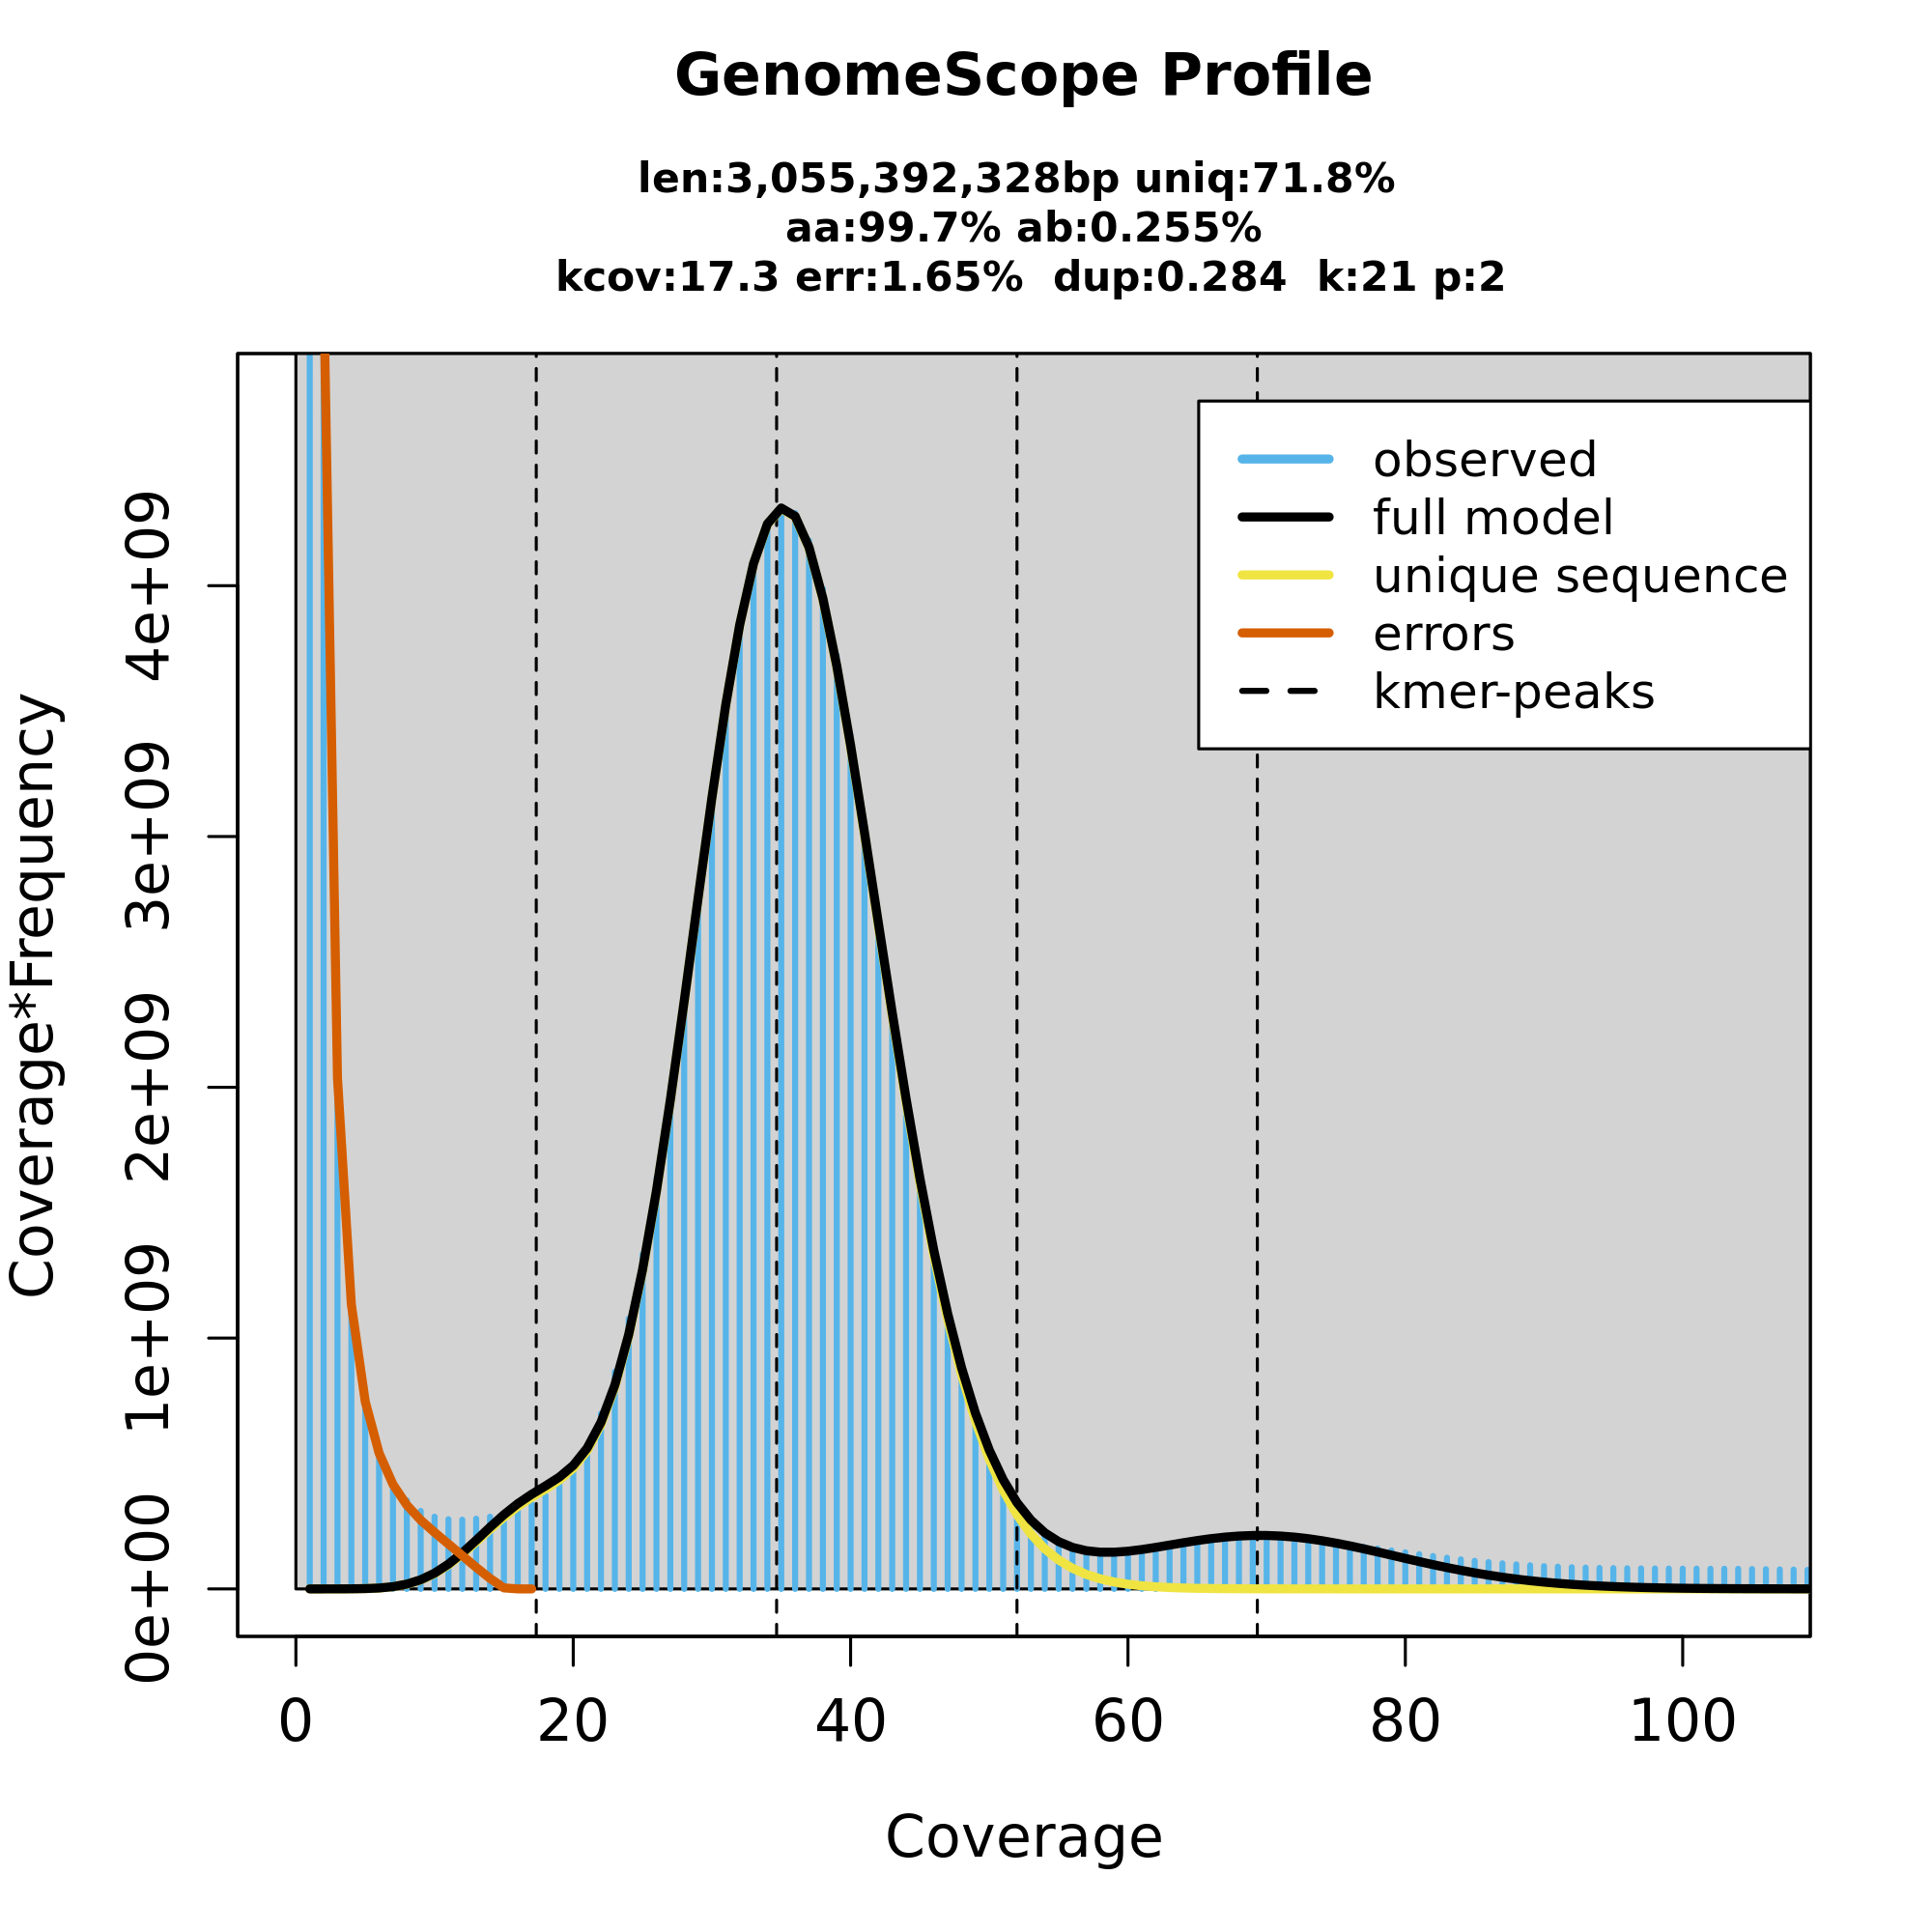 GenomeScope Profile
len:3,055,392,328bp uniq:71.8%
aa:99.7% ab:0.255%
kcov:17.3 err:1.65%  dup:0.284  k:21 p:2
observed
full model
unique sequence
errors
kmer-peaks
Coverage*Frequency
4e+09
3e+09
2e+09
1e+09
0e+00
0 20 40 60 80 100
Coverage